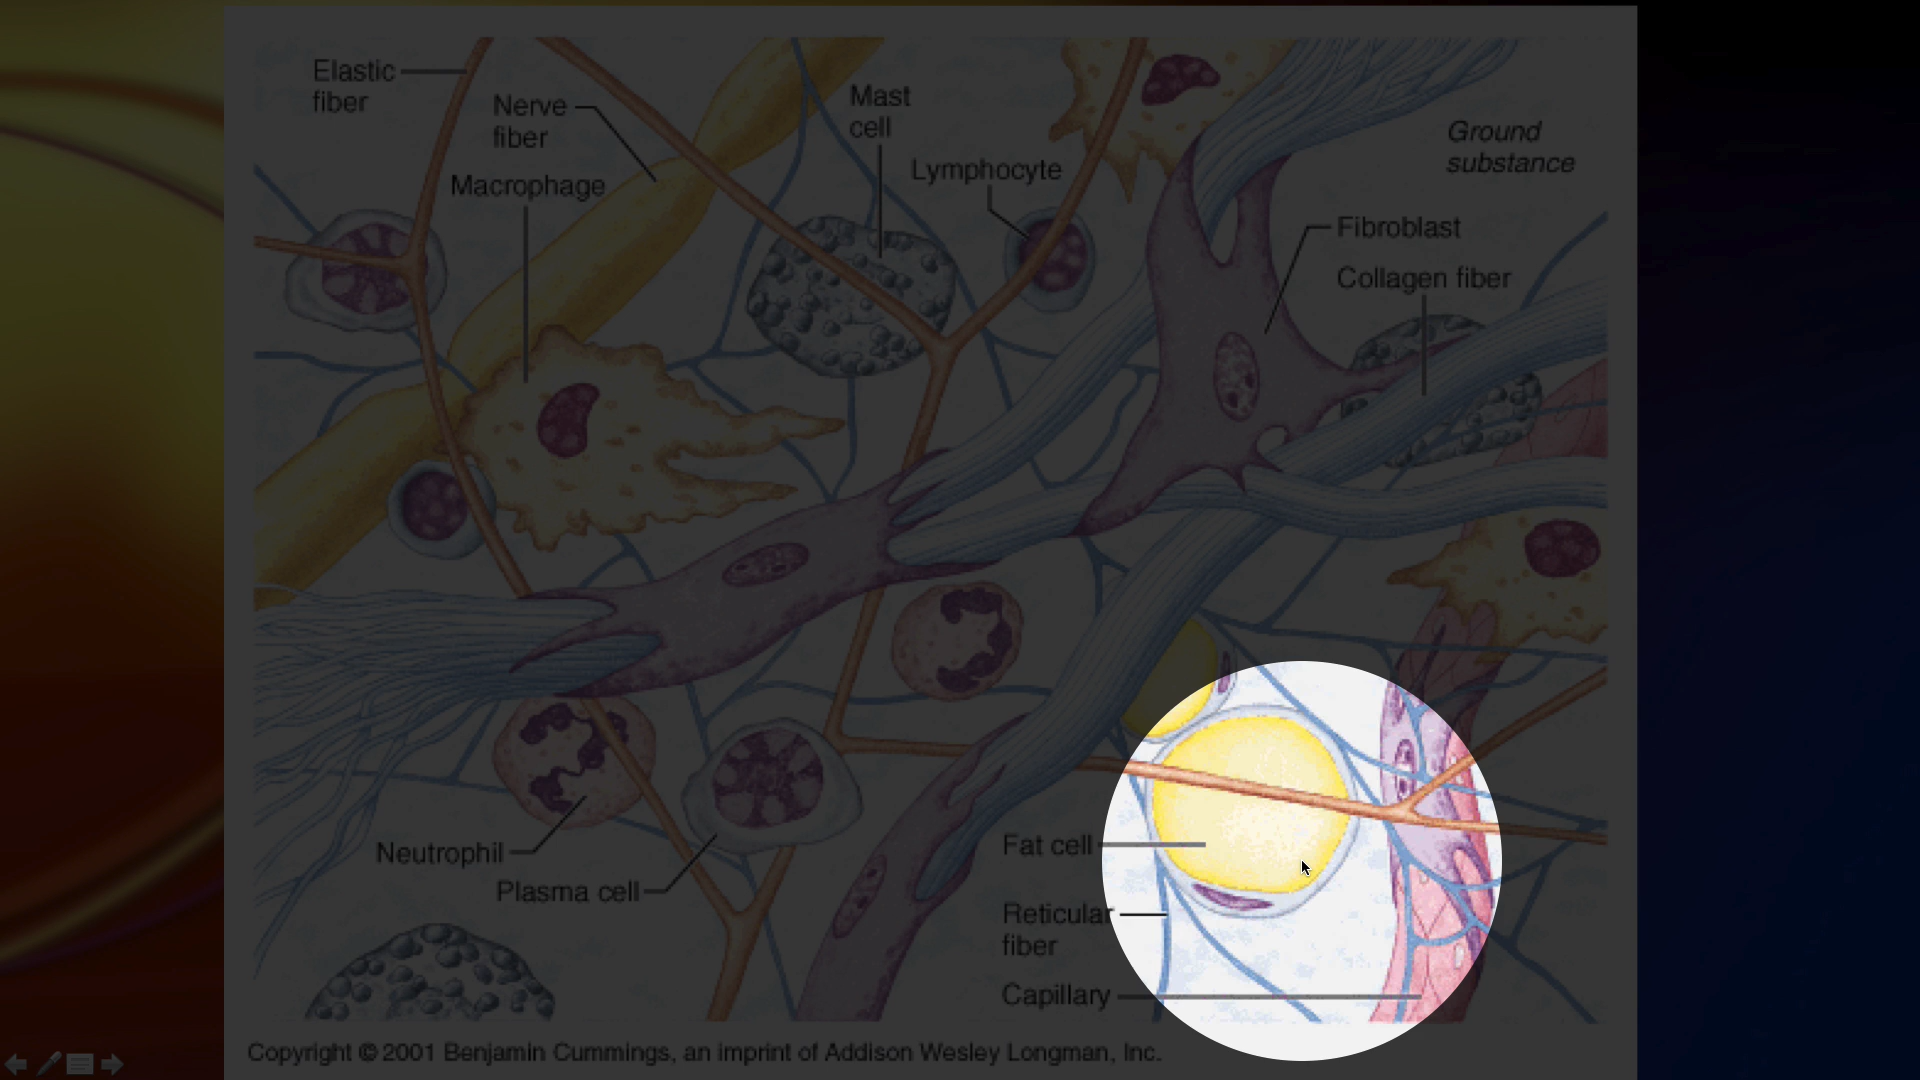 Elastic
fiber
Nerve
fiber
Macrophage
Mast
cell
Lymphocyte
Ground
substance
Fibroblast
Collagen fiber
Neutrophil
Plasma cell
Fat cell
Reticular
fiber
Capillary
Copyright © 2001 Benjamin Cummings, an imprint of Addison Wesley Longman, Inc.